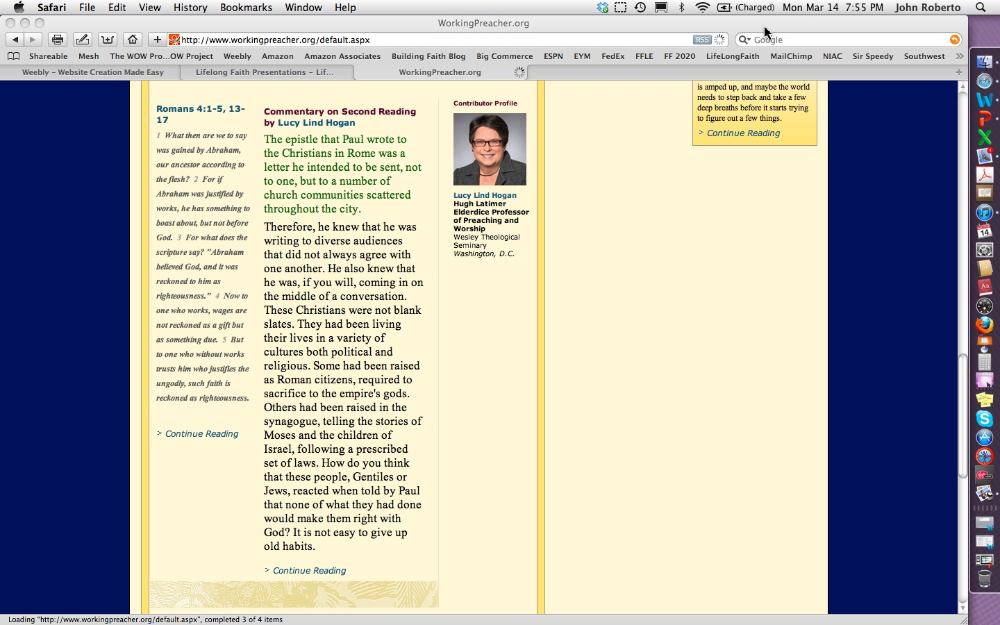 Safari File Edit View History Bookmarks Window Help (Charged) Mon Mar 14 7:55 PM John Roberto
WorkingPreacher.org
http://www.workingpreacher.org/default.aspx RSS Google
Shareable Mesh The WOW Pro...OW Project Weebly Amazon Amazon Associates Building Faith Blog Big Commerce ESPN EYM FedEx FFLE FF 2020 LifeLongFaith MailChimp NIAC Sir Speedy Southwest
Weebly – Website Creation Made Easy Lifelong Faith Presentations – Lif... WorkingPreacher.org
Romans 4:1-5, 13-
17
1 What then are we to say
was gained by Abraham,
our ancestor according to
the flesh? 2 For if
Abraham was justified by
works, he has something to
boast about, but not before
God. 3 For what does the
scripture say? "Abraham
believed God, and it was
reckoned to him as
righteousness." 4 Now to
one who works, wages are
not reckoned as a gift but
as something due. 5 But
to one who without works
trusts him who justifies the
ungodly, such faith is
reckoned as righteousness.
> Continue Reading
Commentary on Second Reading
by Lucy Lind Hogan
The epistle that Paul wrote to
the Christians in Rome was a
letter he intended to be sent, not
to one, but to a number of
church communities scattered
throughout the city.
Therefore, he knew that he was
writing to diverse audiences
that did not always agree with
one another. He also knew that
he was, if you will, coming in on
the middle of a conversation.
These Christians were not blank
slates. They had been living
their lives in a variety of
cultures both political and
religious. Some had been raised
as Roman citizens, required to
sacrifice to the empire's gods.
Others had been raised in the
synagogue, telling the stories of
Moses and the children of
Israel, following a prescribed
set of laws. How do you think
that these people, Gentiles or
Jews, reacted when told by Paul
that none of what they had done
would make them right with
God? It is not easy to give up
old habits.
> Continue Reading
Contributor Profile
Lucy Lind Hogan
Hugh Latimer
Elderdice Professor
of Preaching and
Worship
Wesley Theological
Seminary
Washington, D.C.
is amped up, and maybe the world
needs to step back and take a few
deep breaths before it starts trying
to figure out a few things.
> Continue Reading
14
Aa
Loading "http://www.workingpreacher.org/default.aspx", completed 3 of 4 items